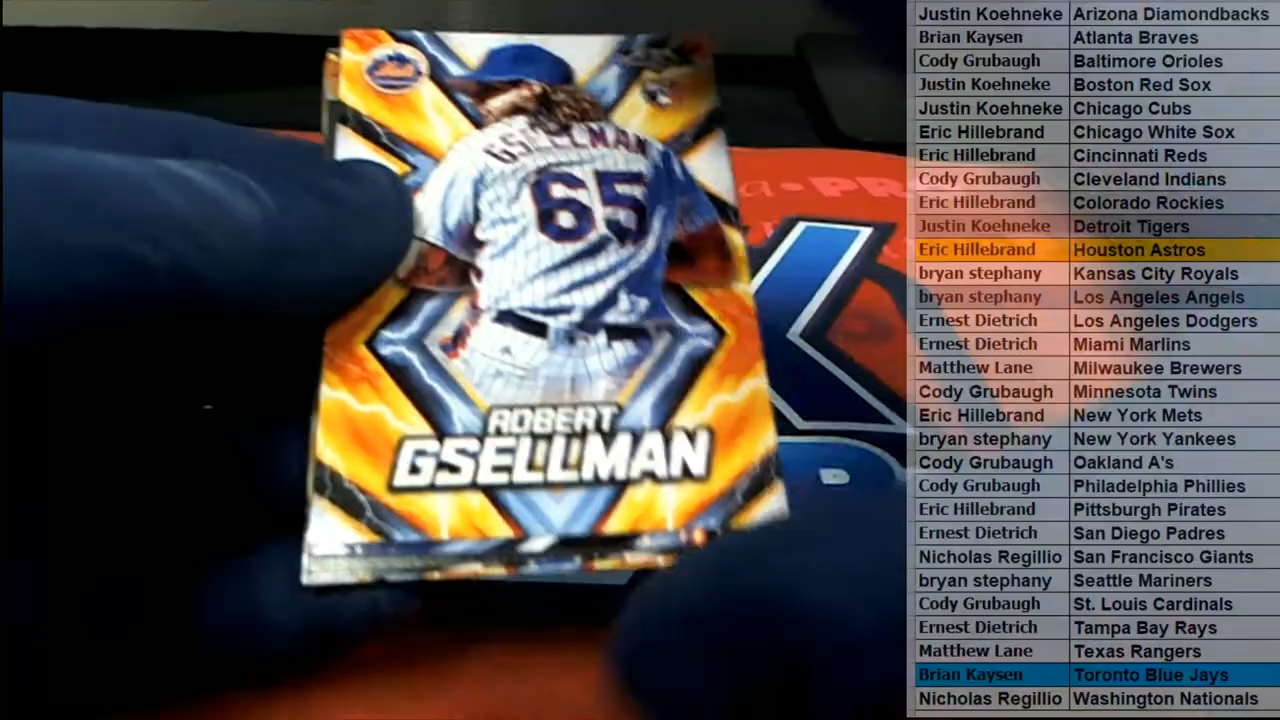 GSELLMAN
65
ROBERT
GSELLMAN
Justin Koehneke Arizona Diamondbacks
Brian Kaysen Atlanta Braves
Cody Grubaugh Baltimore Orioles
Justin Koehneke Boston Red Sox
Justin Koehneke Chicago Cubs
Eric Hillebrand Chicago White Sox
Eric Hillebrand Cincinnati Reds
Cody Grubaugh Cleveland Indians
Eric Hillebrand Colorado Rockies
Justin Koehneke Detroit Tigers
Eric Hillebrand Houston Astros
bryan stephany Kansas City Royals
bryan stephany Los Angeles Angels
Ernest Dietrich Los Angeles Dodgers
Ernest Dietrich Miami Marlins
Matthew Lane Milwaukee Brewers
Cody Grubaugh Minnesota Twins
Eric Hillebrand New York Mets
bryan stephany New York Yankees
Cody Grubaugh Oakland A's
Cody Grubaugh Philadelphia Phillies
Eric Hillebrand Pittsburgh Pirates
Ernest Dietrich San Diego Padres
Nicholas Regillio San Francisco Giants
bryan stephany Seattle Mariners
Cody Grubaugh St. Louis Cardinals
Ernest Dietrich Tampa Bay Rays
Matthew Lane Texas Rangers
Brian Kaysen Toronto Blue Jays
Nicholas Regillio Washington Nationals